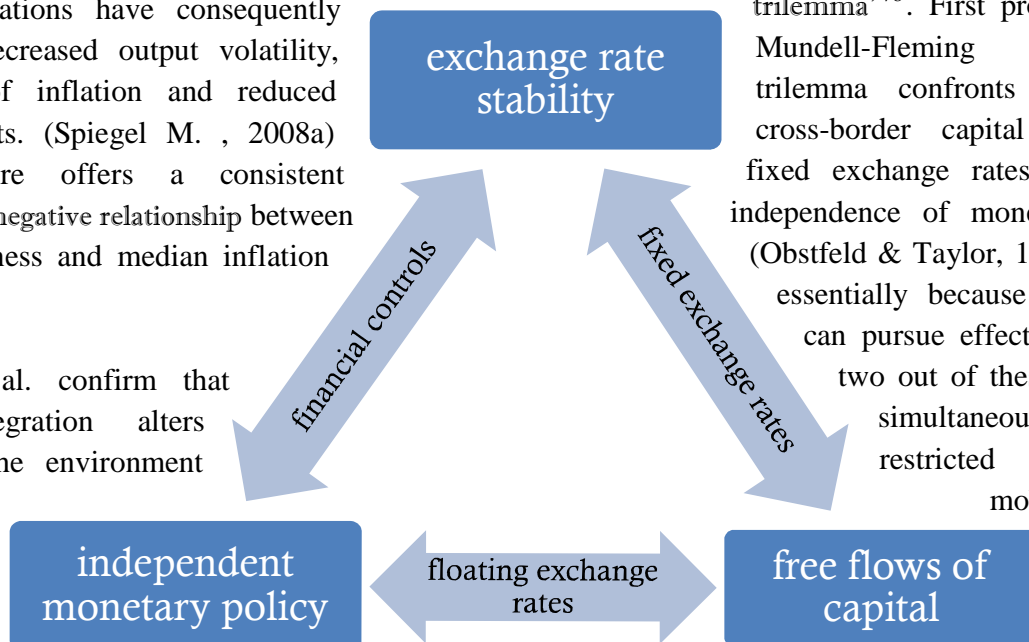 ations have consequently
ecreased output volatility,
f inflation and reduced
ts. (Spiegel M. , 2008a)
re offers a consistent
negative relationship between
ness and median inflation
al. confirm that
egration alters
he environment
exchange rate
stability
financial controls
fixed exchange rates
independent
monetary policy
floating exchange
rates
free flows of
capital
trilemma . First pro
Mundell-Fleming
trilemma confronts
cross-border capital
fixed exchange rates
independence of mone
(Obstfeld & Taylor, 1
essentially because
can pursue effect
two out of the
simultaneou
restricted
mo